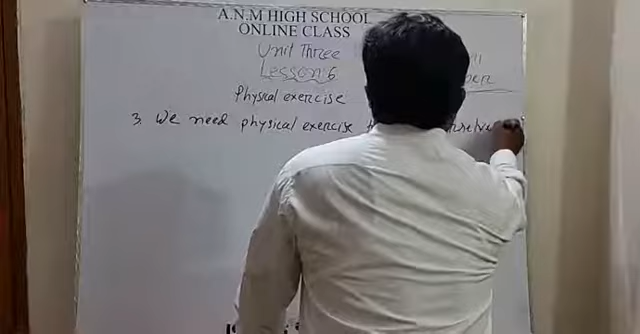 A.N.M HIGH SCHOOL
ONLINE CLASS
Unit Three
Lesson 6
Physical exercise
3. We need physical exercise